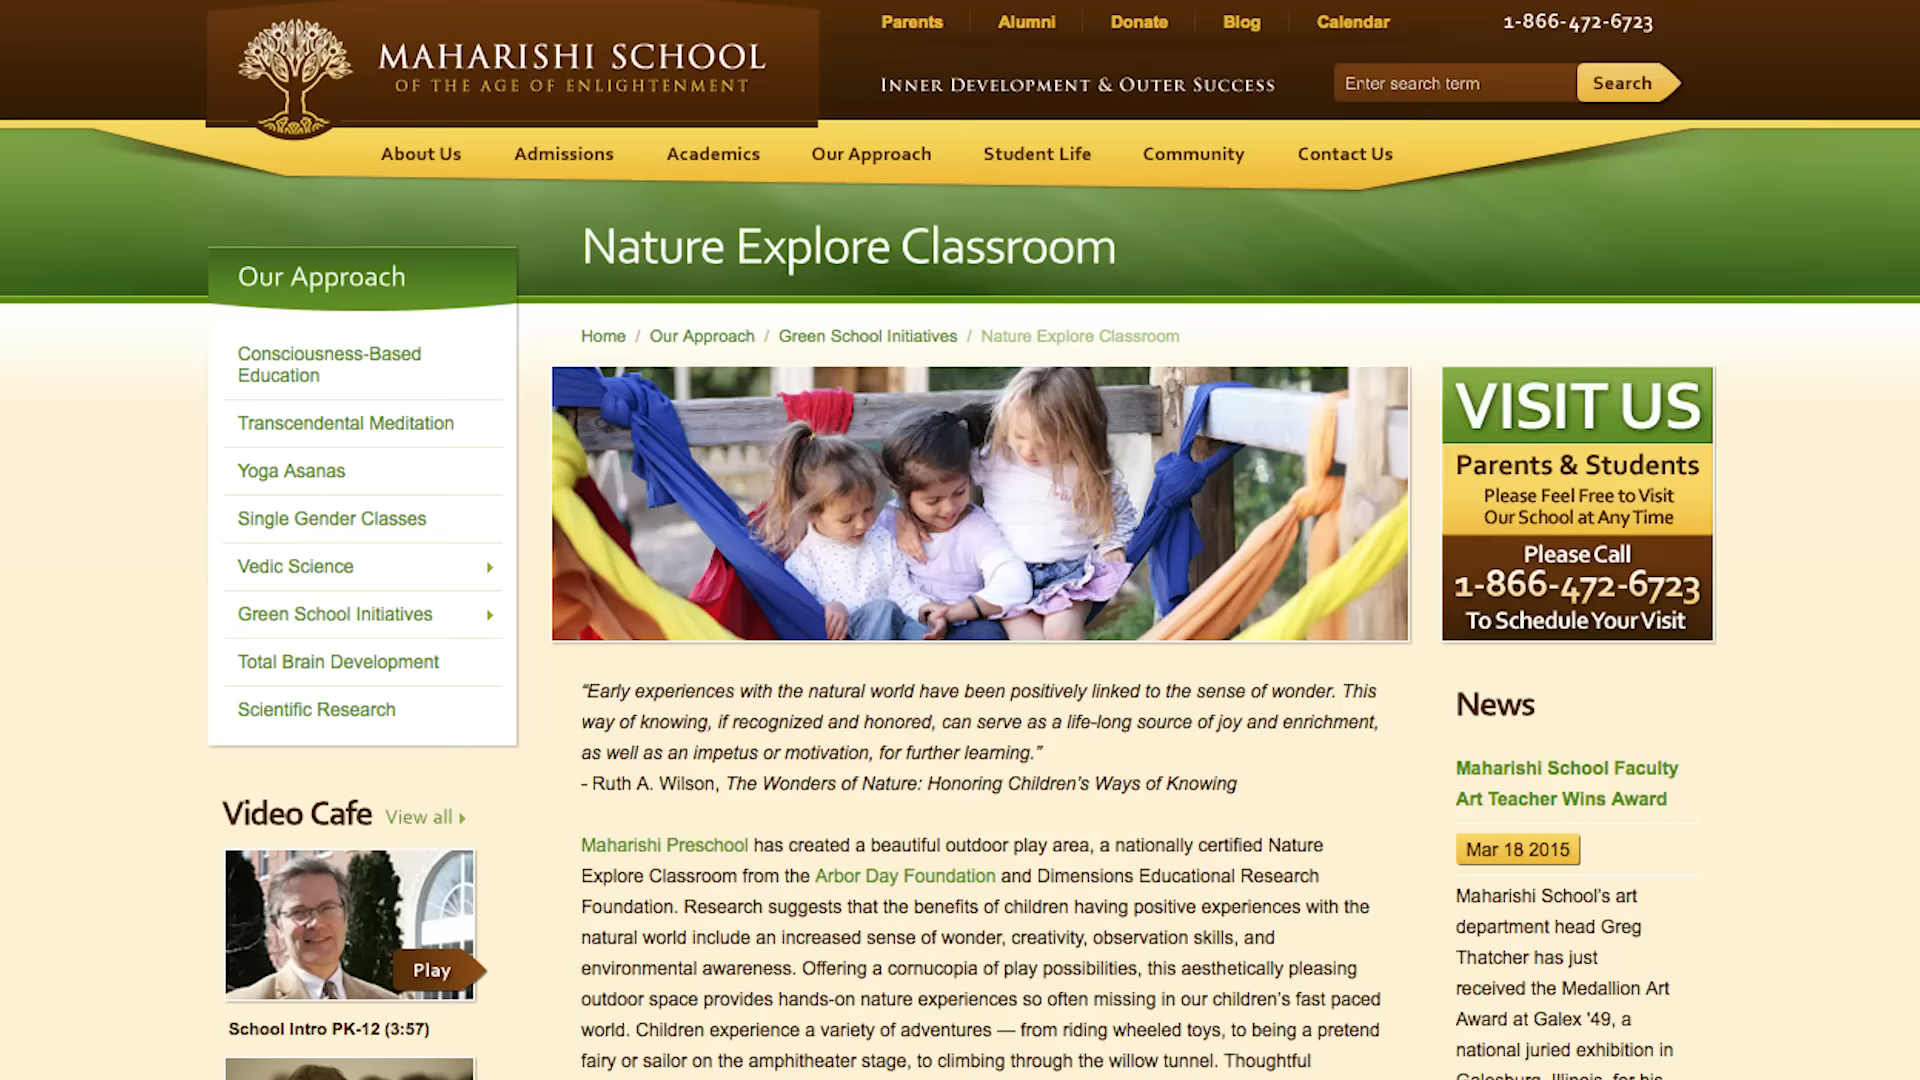 MAHARISHI SCHOOL
OF THE AGE OF ENLIGHTENMENT
Parents
Alumni
Donate
Blog
Calendar
1-866-472-6723
INNER DEVELOPMENT & OUTER SUCCESS
Enter search term
Search
About Us
Admissions
Academics
Our Approach
Student Life
Community
Contact Us
Nature Explore Classroom
Our Approach
Consciousness-Based
Education
Transcendental Meditation
Yoga Asanas
Single Gender Classes
Vedic Science
Green School Initiatives
Total Brain Development
Scientific Research
Video Cafe View all
Play
School Intro PK-12 (3:57)
Home / Our Approach / Green School Initiatives / Nature Explore Classroom
“Early experiences with the natural world have been positively linked to the sense of wonder. This
way of knowing, if recognized and honored, can serve as a life-long source of joy and enrichment,
as well as an impetus or motivation, for further learning.”
- Ruth A. Wilson, The Wonders of Nature: Honoring Children’s Ways of Knowing
Maharishi Preschool has created a beautiful outdoor play area, a nationally certified Nature
Explore Classroom from the Arbor Day Foundation and Dimensions Educational Research
Foundation. Research suggests that the benefits of children having positive experiences with the
natural world include an increased sense of wonder, creativity, observation skills, and
environmental awareness. Offering a cornucopia of play possibilities, this aesthetically pleasing
outdoor space provides hands-on nature experiences so often missing in our children’s fast paced
world. Children experience a variety of adventures — from riding wheeled toys, to being a pretend
fairy or sailor on the amphitheater stage, to climbing through the willow tunnel. Thoughtful
VISIT US
Parents & Students
Please Feel Free to Visit
Our School at Any Time
Please Call
1-866-472-6723
To Schedule Your Visit
News
Maharishi School Faculty
Art Teacher Wins Award
Mar 18 2015
Maharishi School’s art
department head Greg
Thatcher has just
received the Medallion Art
Award at Galex '49, a
national juried exhibition in
Galesburg, Illinois, for his